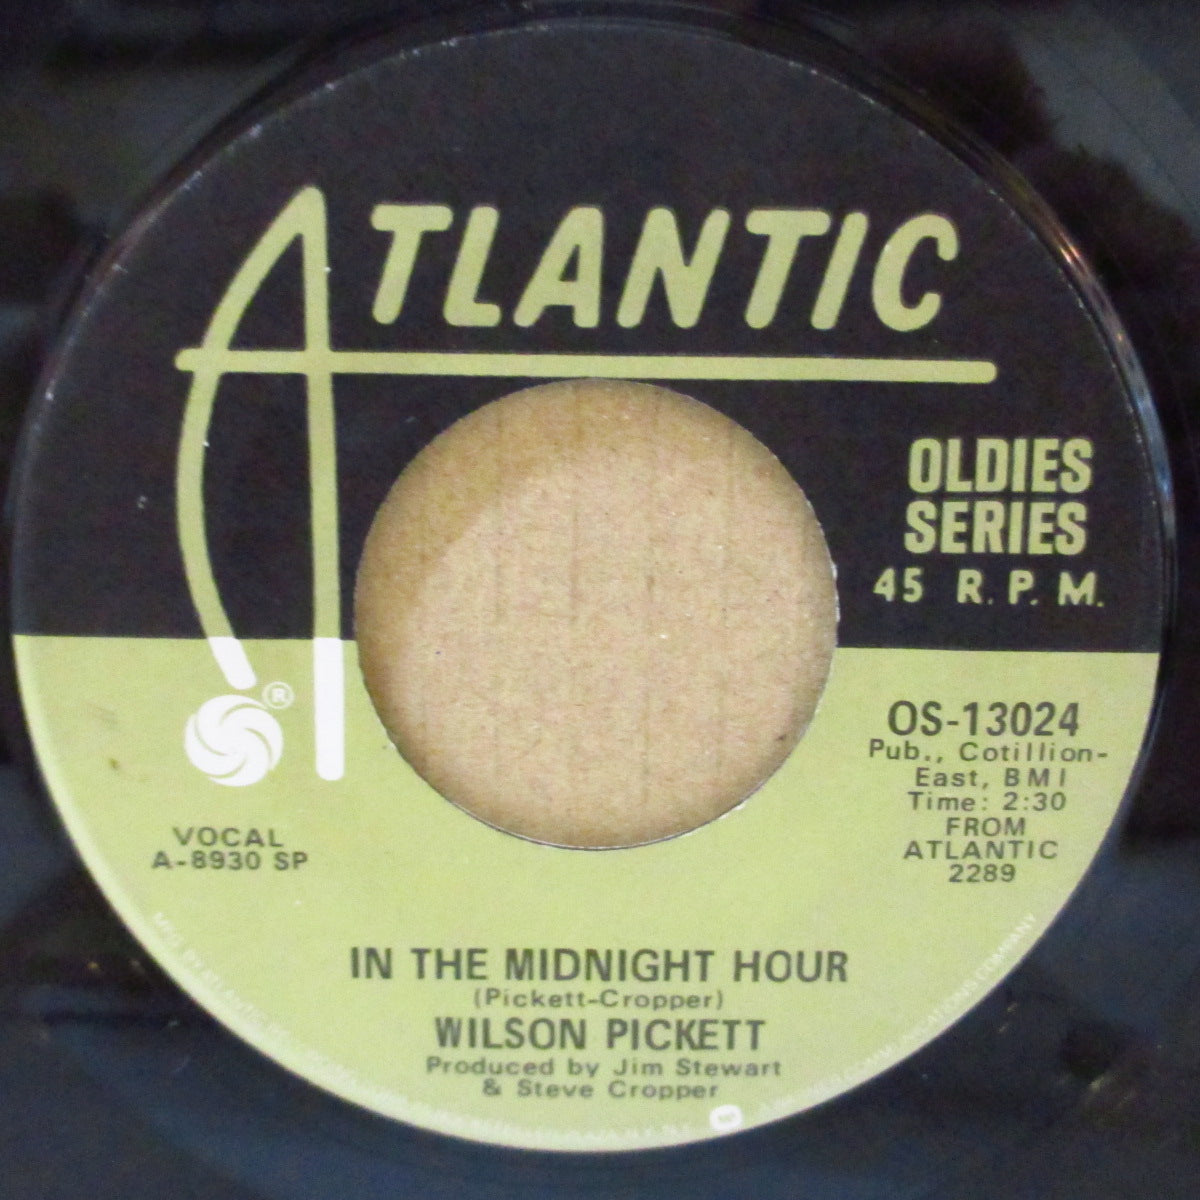 ATLANTIC
OLDIES
SERIES
45 R.P.M.
®
OS-13024
Pub., Cotillion-
East, BMI
Time: 2:30
FROM
ATLANTIC
2289
VOCAL
A-8930 SP
IN THE MIDNIGHT HOUR
(Pickett-Cropper)
WILSON PICKETT
Produced by Jim Stewart
& Steve Cropper
COMPANY